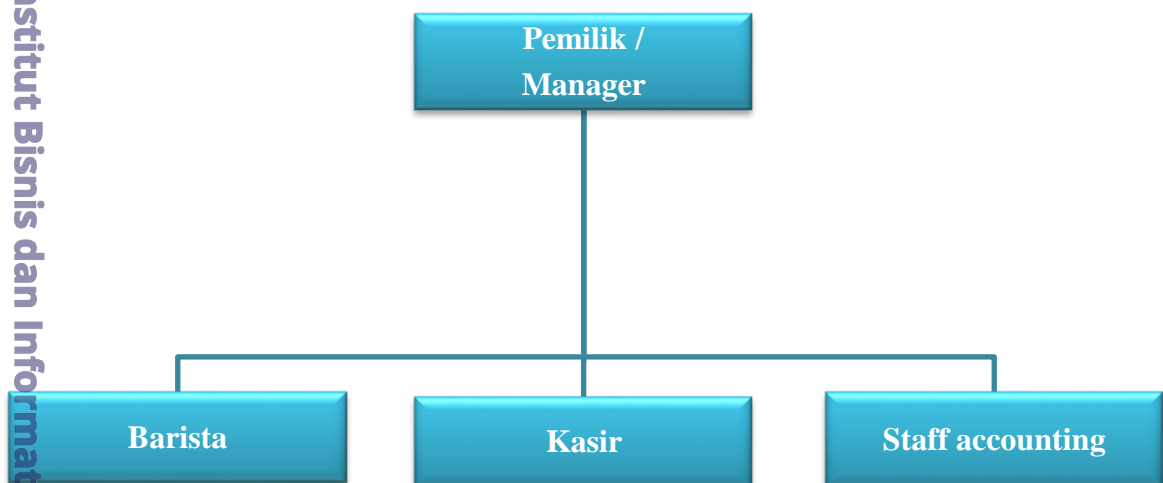 Pemilik /
Manager
Barista
Kasir
Staff accounting
Bisnis dan